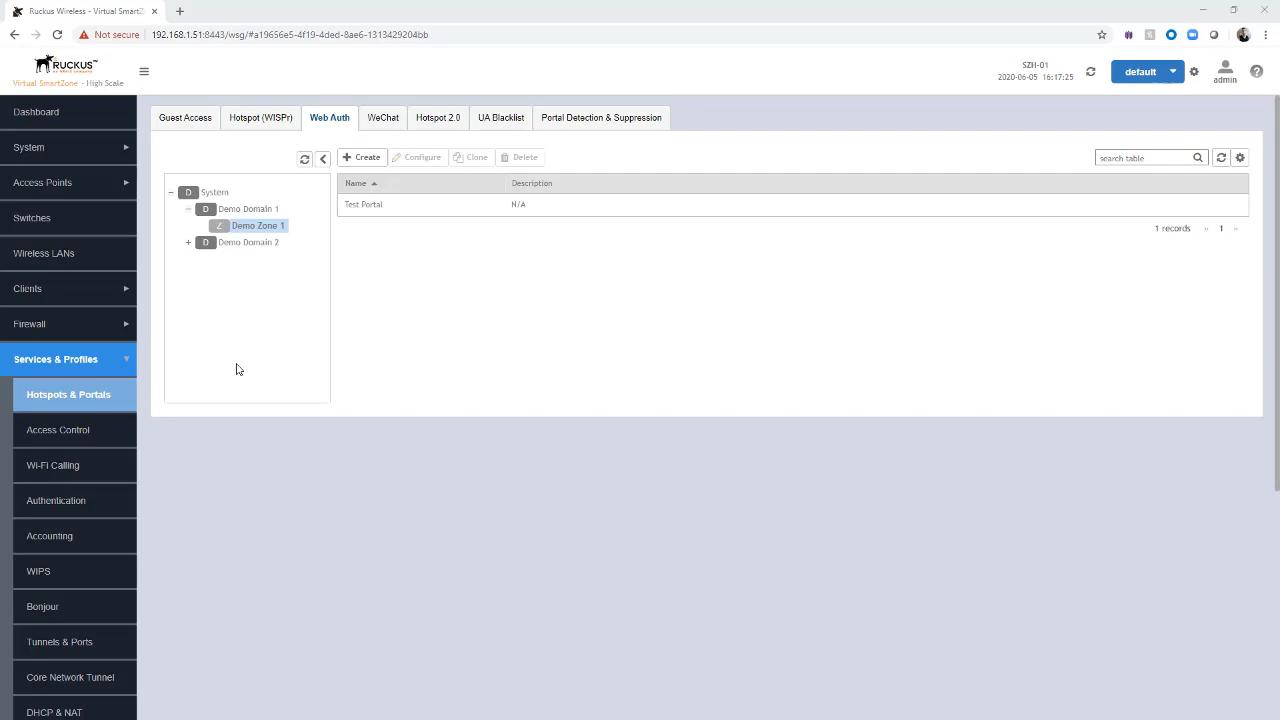 Ruckus Wireless - Virtual SmartZ
Not secure
192.168.1.51:8443/wsg/#a19656e5-4f19-4ded-8ae6-1313429204bb
RUCKUS
Virtual SmartZone - High Scale
SZH-01
2020-06-05 16:17:25
default
admin
Dashboard
System
Access Points
Switches
Wireless LANs
Clients
Firewall
Services & Profiles
Hotspots & Portals
Access Control
Wi-Fi Calling
Authentication
Accounting
WIPS
Bonjour
Tunnels & Ports
Core Network Tunnel
DHCP & NAT
Guest Access Hotspot (WISPr) Web Auth WeChat Hotspot 2.0 UA Blacklist Portal Detection & Suppression
D System
D Demo Domain 1
Z Demo Zone 1
D Demo Domain 2
Create Configure Clone Delete
search table
Name Description
Test Portal N/A
1 records « 1 »